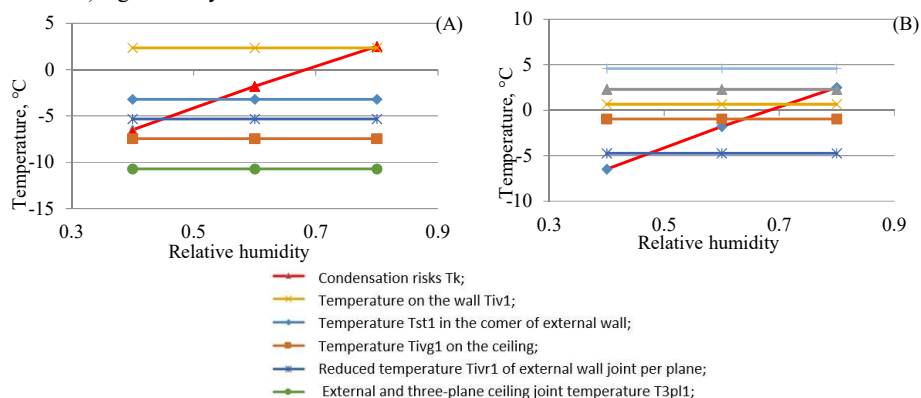 (A)
(B)
Temperature, °C
5
0
-5
-10
-15
0.3
0.5
0.7
0.9
Relative humidity
Temperature, °C
10
5
0
-5
-10
0.3
0.5
0.7
0.9
Relative humidity
Condensation risks Tk;
Temperature on the wall Tiv1;
Temperature Tst1 in the comer of external wall;
Temperature Tivg1 on the ceiling;
Reduced temperature Tivr1 of external wall joint per plane;
External and three-plane ceiling joint temperature T3pl1;